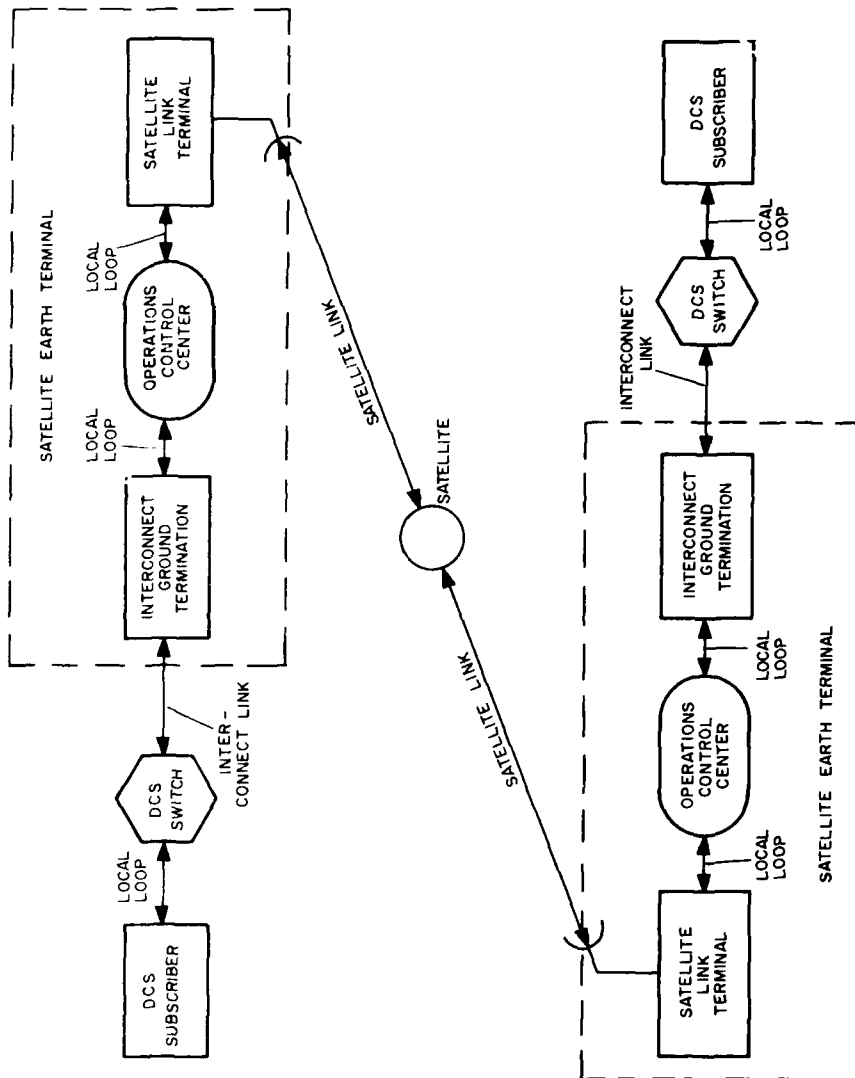 DCS
SUBSCRIBER
LOCAL
LOOP
DCS
SWITCH
INTER-
CONNECT LINK
SATELLITE EARTH TERMINAL
INTERCONNECT
GROUND
TERMINATION
LOCAL
LOOP
OPERATIONS
CONTROL
CENTER
LOCAL
LOOP
SATELLITE
LINK
TERMINAL
SATELLITE LINK
SATELLITE
SATELLITE LINK
SATELLITE
LINK
TERMINAL
LOCAL
LOOP
OPERATIONS
CONTROL
CENTER
LOCAL
LOOP
INTERCONNECT
GROUND
TERMINATION
SATELLITE EARTH TERMINAL
INTERCONNECT
LINK
DCS
SWITCH
LOCAL
LOOP
DCS
SUBSCRIBER